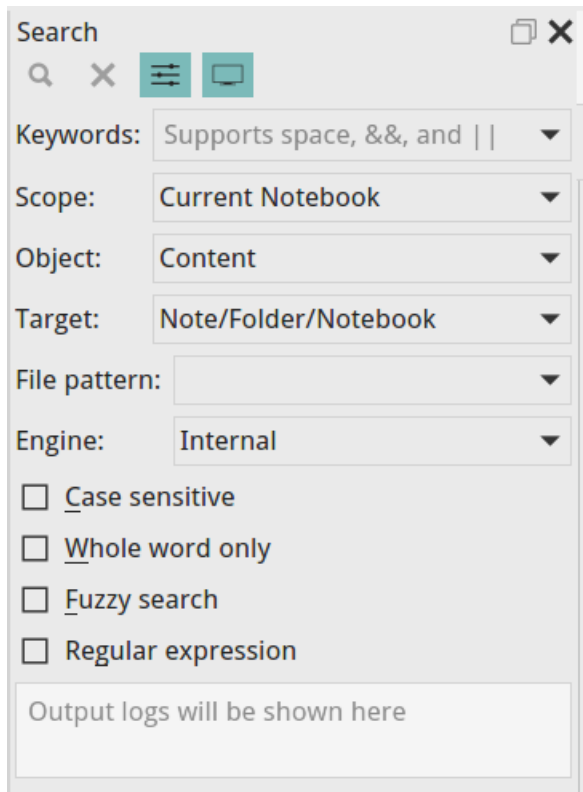 Search
Keywords: Supports space, &&, and ||
Scope: Current Notebook
Object: Content
Target: Note/Folder/Notebook
File pattern:
Engine: Internal
Case sensitive
Whole word only
Fuzzy search
Regular expression
Output logs will be shown here